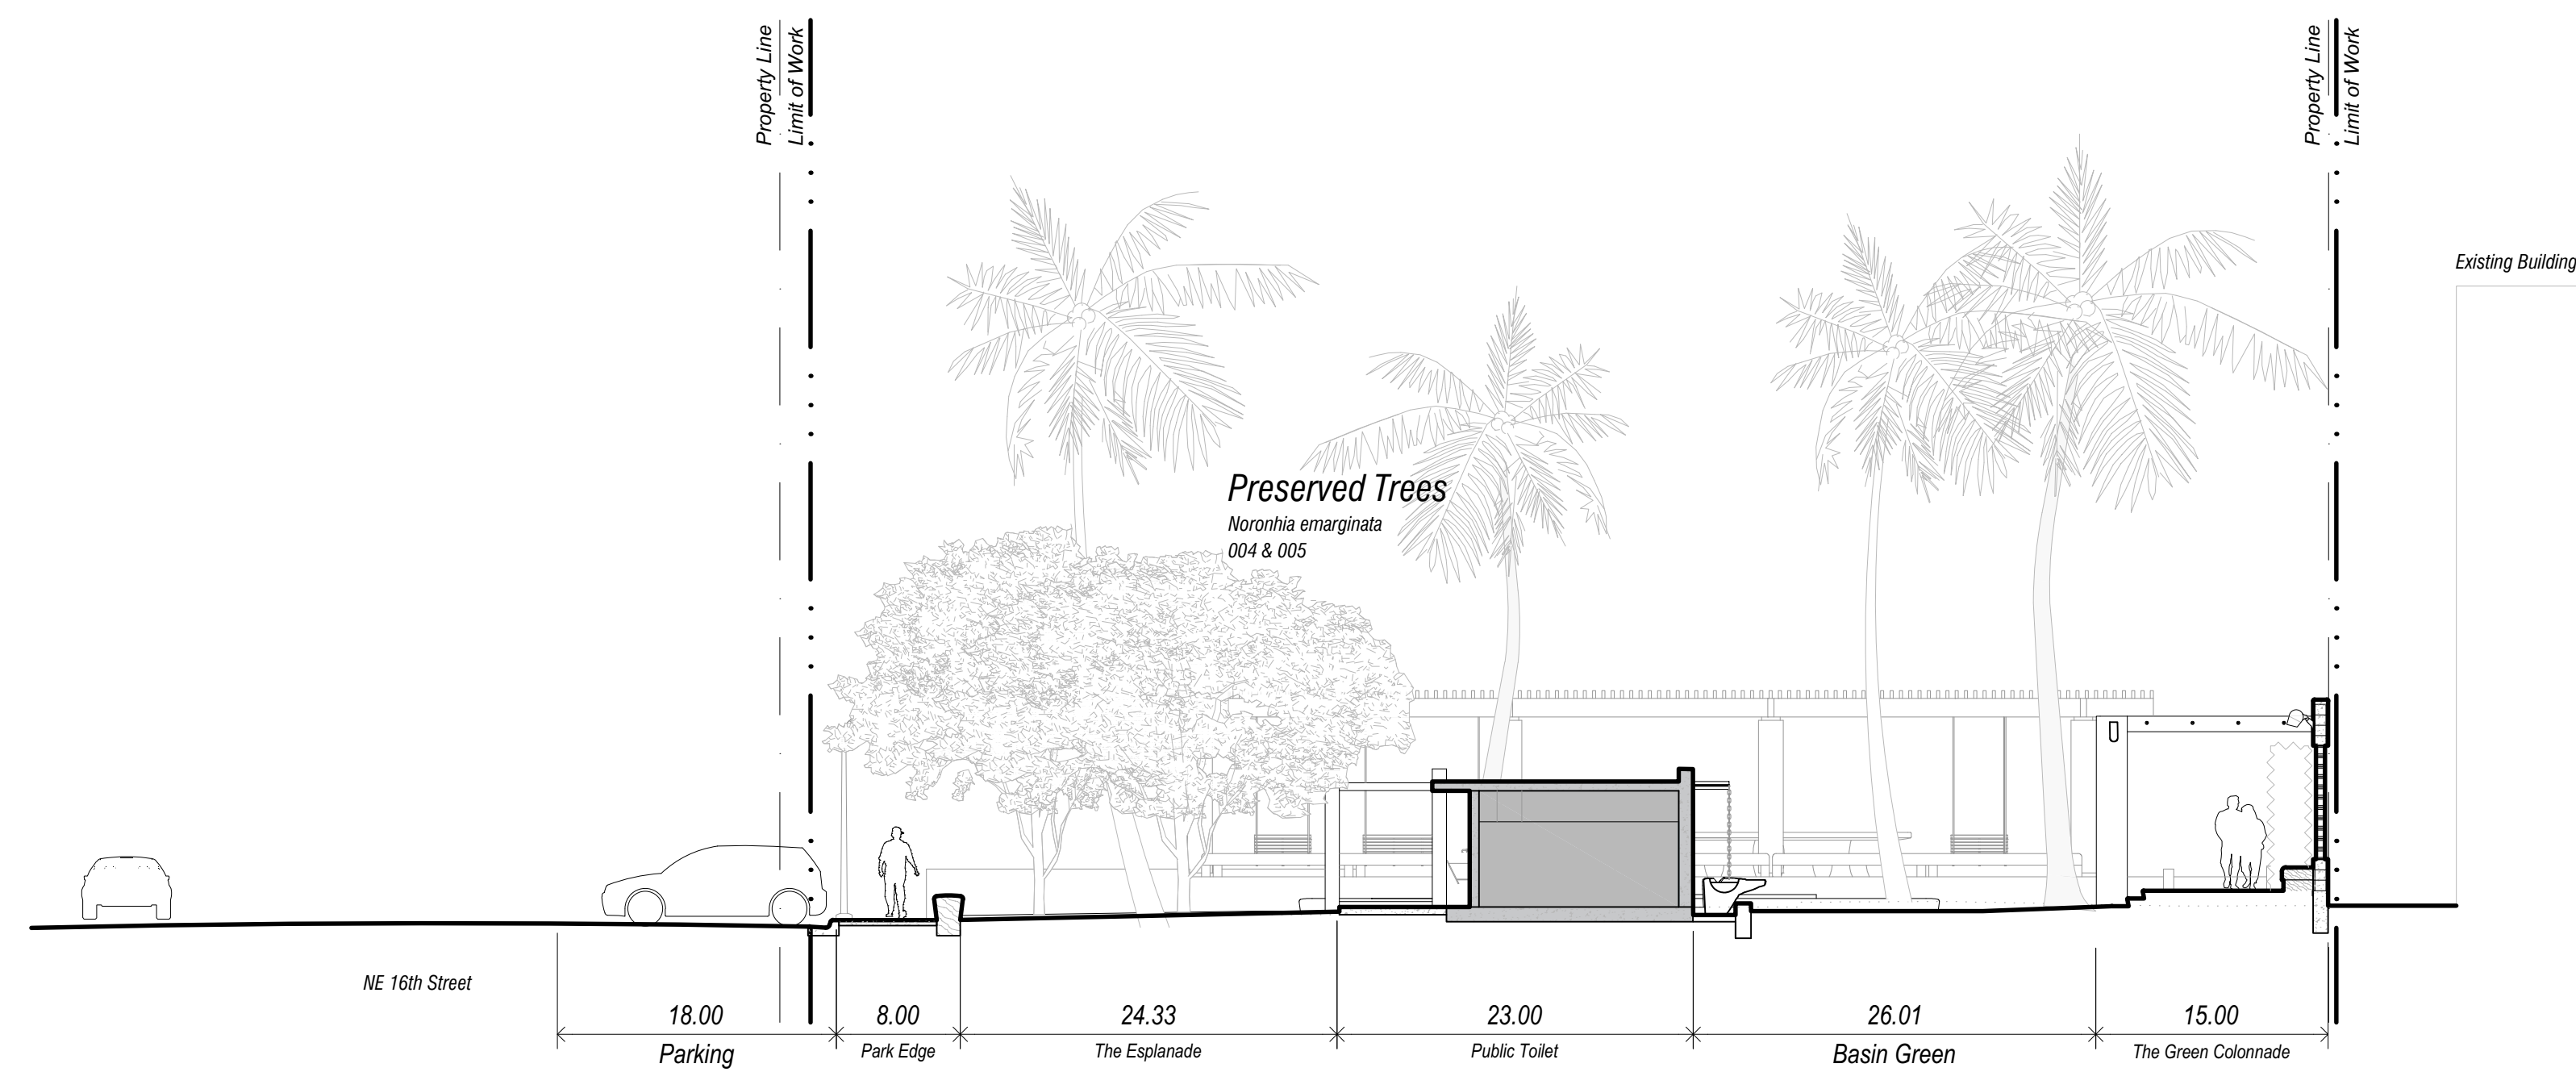 Property Line
Limit of Work
Property Line
Limit of Work
Existing Building
Preserved Trees
Noronhia emarginata
004 & 005
NE 16th Street
18.00
8.00
24.33
23.00
26.01
15.00
Parking
Park Edge
The Esplanade
Public Toilet
Basin Green
The Green Colonnade